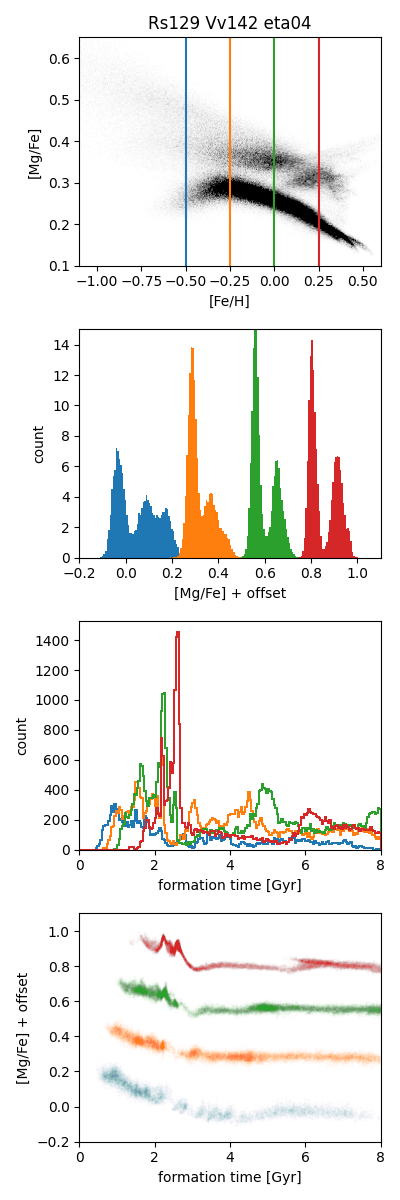 Rs129 Vv142 eta04
0.6
0.5
0.4
0.3
0.2
0.1
[Mg/Fe]
−1.00 −0.75 −0.50 −0.25 0.00 0.25 0.50
[Fe/H]
14
12
10
8
6
4
2
0
count
−0.2 0.0 0.2 0.4 0.6 0.8 1.0
[Mg/Fe] + offset
1400
1200
1000
800
600
400
200
0
count
0 2 4 6 8
formation time [Gyr]
1.0
0.8
0.6
0.4
0.2
0.0
−0.2
[Mg/Fe] + offset
0 2 4 6 8
formation time [Gyr]